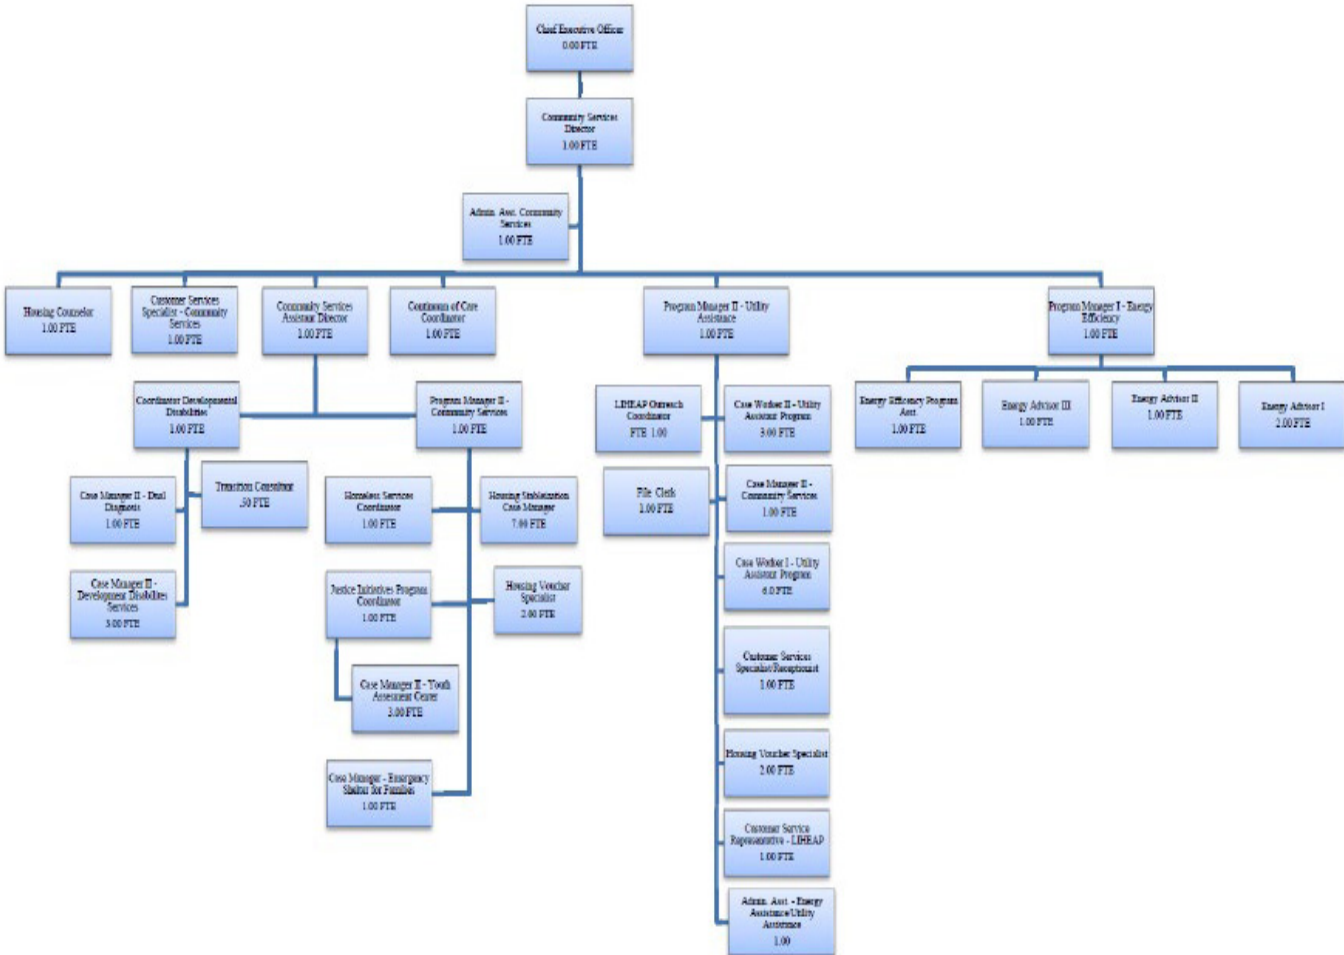 Chief Executive Officer
0.00 FTE
Community Services
Director
1.00 FTE
Admin. Asst. Community
Services
1.00 FTE
Housing Counselor
1.00 FTE
Customer Services
Specialist - Community
Services
1.00 FTE
Community Services
Assistant Director
1.00 FTE
Continuum of Care
Coordinator
1.00 FTE
Program Manager II - Utility
Assistance
1.00 FTE
Program Manager I - Energy
Efficiency
1.00 FTE
Coordinator Developmental
Disabilities
1.00 FTE
Program Manager II -
Community Services
1.00 FTE
LIHEAP Outreach
Coordinator
FTE 1.00
Case Worker II - Utility
Assistant Program
3.00 FTE
Energy Efficiency Program
Asst.
1.00 FTE
Energy Advisor III
1.00 FTE
Energy Advisor II
1.00 FTE
Energy Advisor I
2.00 FTE
Case Manager II - Dual
Diagnosis
1.00 FTE
Transition Consultant
.50 FTE
Homeless Services
Coordinator
1.00 FTE
Housing Stabilization
Case Manager
7.00 FTE
File Clerk
1.00 FTE
Case Manager II -
Community Services
1.00 FTE
Case Manager II -
Development Disabilites
Services
FTE
Justice Initiatives Program
Coordinator
1.00 FTE
Housing Voucher
Specialist
2.00 FTE
Case Worker I - Utility
Assistant Program
6.0 FTE
Case Manager II - Youth
Assesment Center
3.00 FTE
Customer Services
Specialist/Receptionist
1.00 FTE
Case Manager - Emergency
Shelter for Families
1.00 FTE
Housing Voucher Specialist
2.00 FTE
Customer Service
Representative - LIHEAP
1.00 FTE
Admin. Asst. - Energy
Assistance/Utility
Assistance
1.00